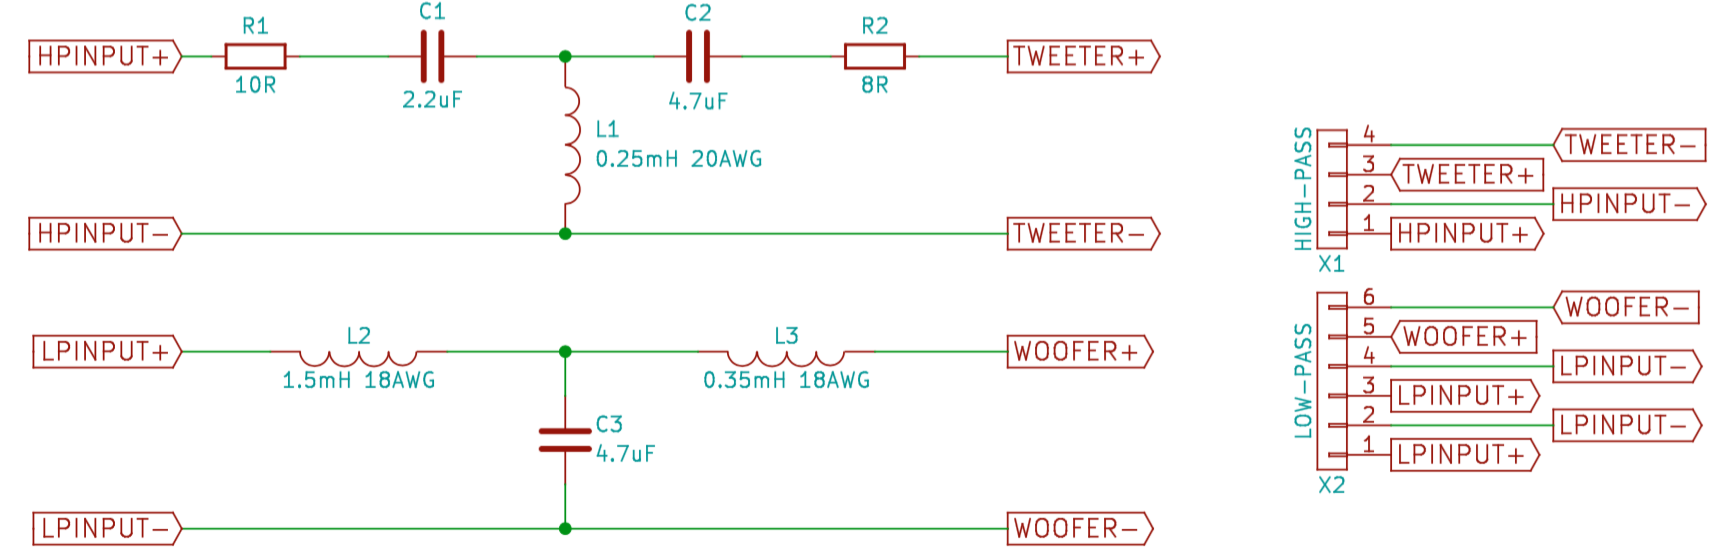 HPINPUT+
R1
10R
C1
2.2uF
C2
4.7uF
R2
8R
TWEETER+
L1
0.25mH 20AWG
HPINPUT-
TWEETER-
LPINPUT+
L2
1.5mH 18AWG
L3
0.35mH 18AWG
WOOFER+
C3
4.7uF
LPINPUT-
WOOFER-
HIGH-PASS
4
TWEETER-
3
TWEETER+
2
HPINPUT-
1
HPINPUT+
X1
LOW-PASS
6
WOOFER-
5
WOOFER+
4
LPINPUT-
3
LPINPUT+
2
LPINPUT-
1
LPINPUT+
X2